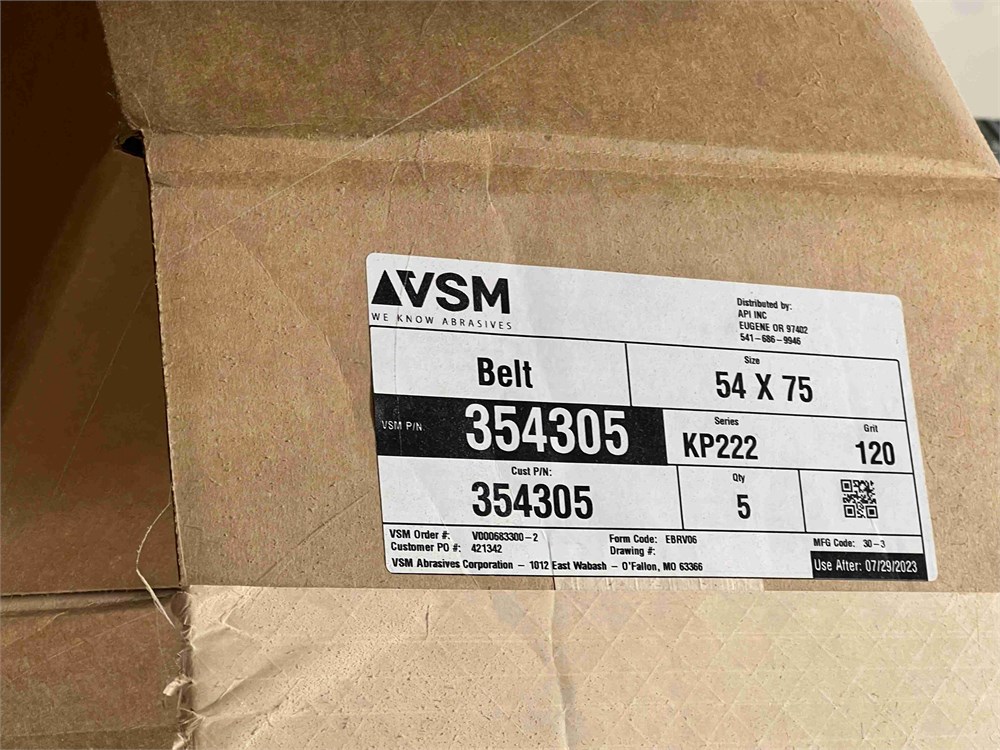 VSM
WE KNOW ABRASIVES
Distributed by:
API INC
EUGENE OR 97402
541-686-9946
Belt
Size
54 X 75
VSM P/N
354305
Series
KP222
Grit
120
Cust P/N:
354305
Qty
5
VSM Order #: V000683300-2
Customer PO #: 421342
Form Code: EBRV06
Drawing #:
MFG Code: 30-3
VSM Abrasives Corporation - 1012 East Wabash - O'Fallon, MO 63366
Use After: 07/29/2023